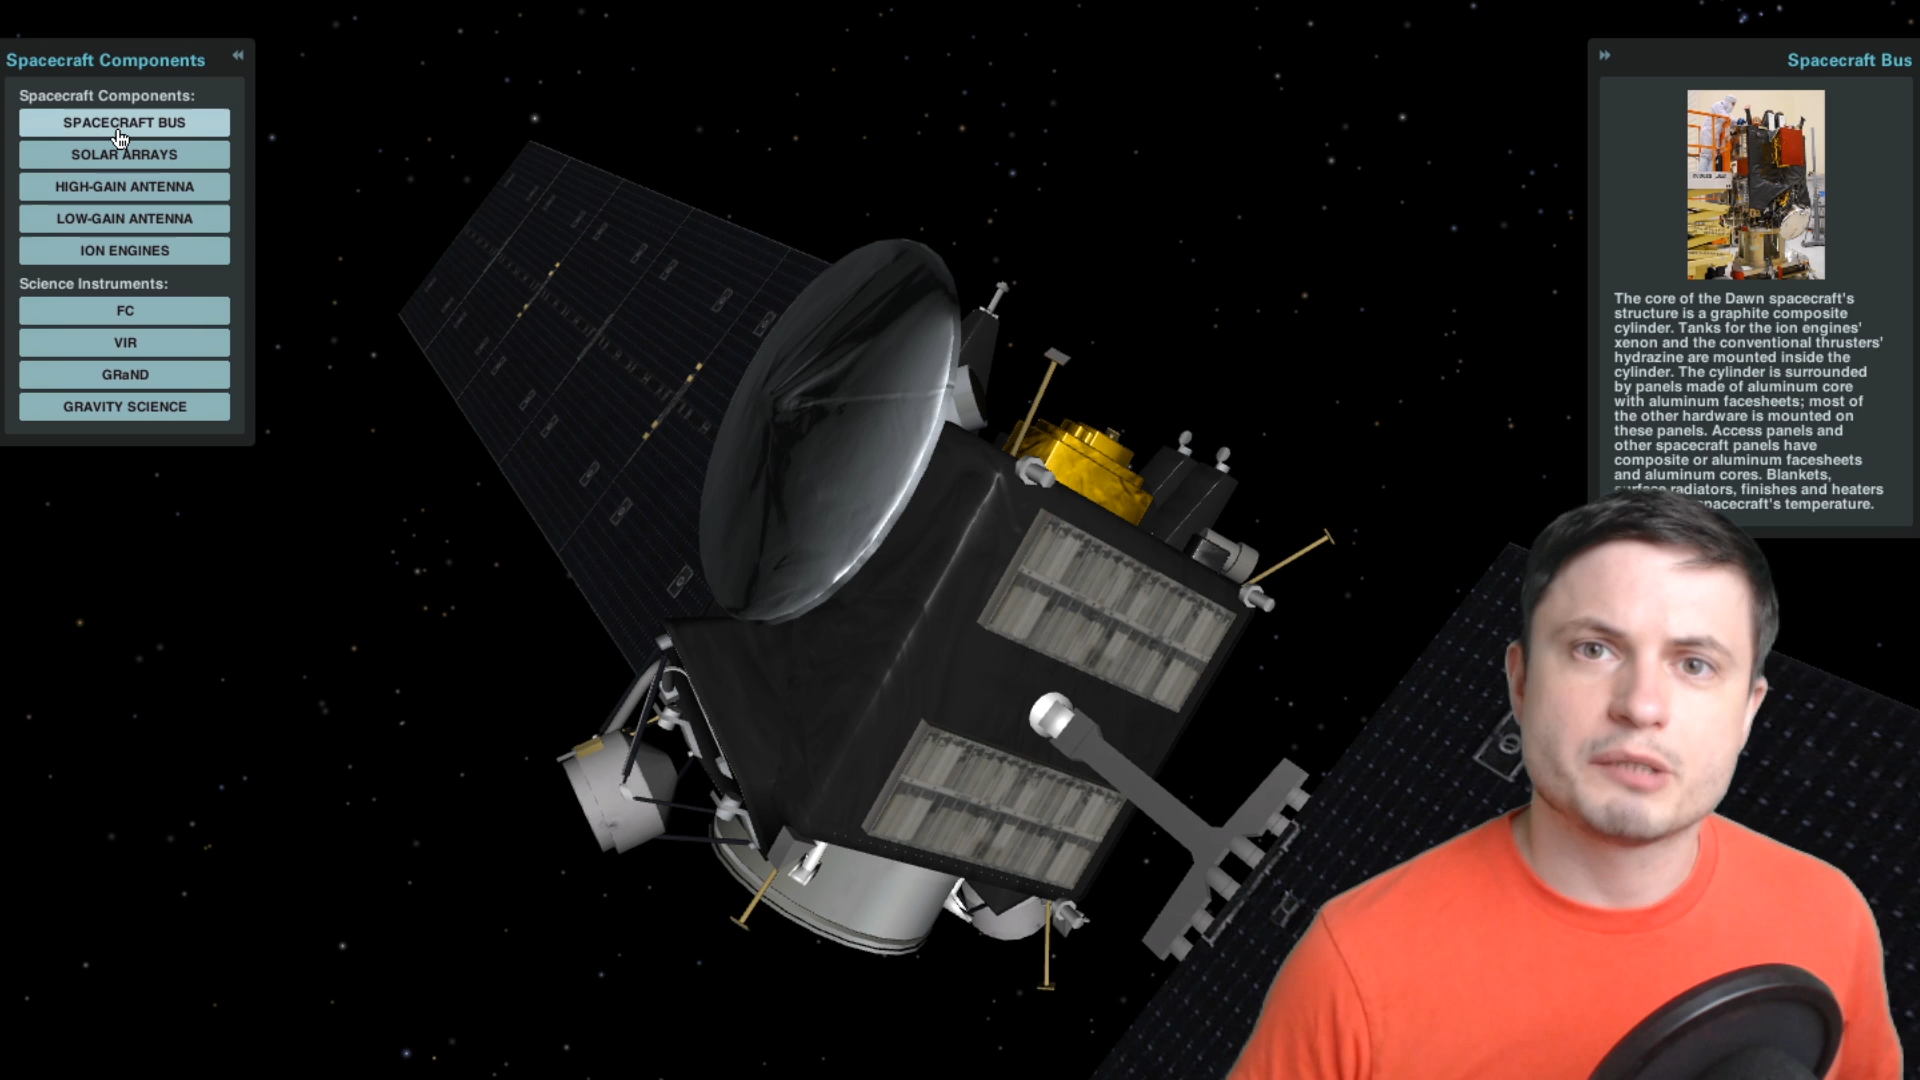 Spacecraft Components
Spacecraft Components:
SPACECRAFT BUS
SOLAR ARRAYS
HIGH-GAIN ANTENNA
LOW-GAIN ANTENNA
ION ENGINES
Science Instruments:
FC
VIR
GRaND
GRAVITY SCIENCE
Spacecraft Bus
The core of the Dawn spacecraft's
structure is a graphite composite
cylinder. Tanks for the ion engines'
xenon and the conventional thrusters'
hydrazine are mounted inside the
cylinder. The cylinder is surrounded
by panels made of aluminum core
with aluminum facesheets; most of
the other hardware is mounted on
these panels. Access panels and
other spacecraft panels have
composite or aluminum facesheets
and aluminum cores. Blankets,
surface radiators, finishes and heaters
spacecraft's temperature.